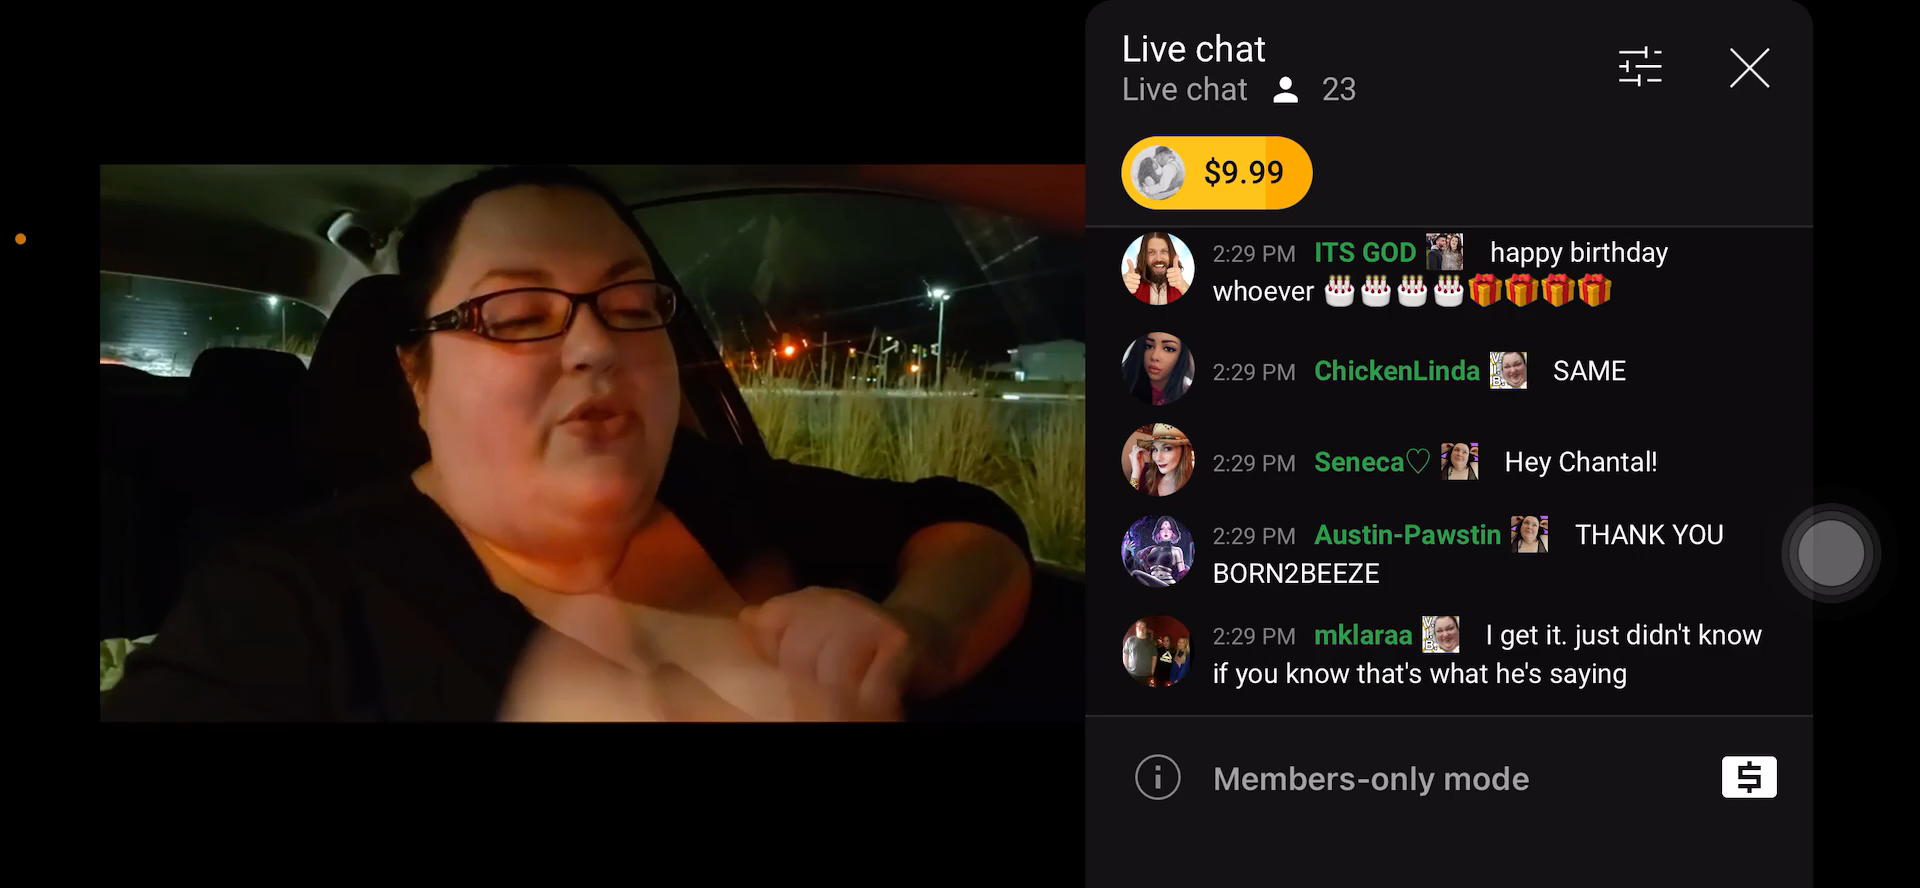 Live chat
Live chat 23
$9.99
2:29 PM ITS GOD happy birthday
whoever 🎂🎂🎂🎂🎁🎁🎁🎁
2:29 PM ChickenLinda SAME
2:29 PM Seneca♡ Hey Chantal!
2:29 PM Austin-Pawstin THANK YOU
BORN2BEEZE
2:29 PM mklaraa I get it. just didn't know
if you know that's what he's saying
Members-only mode
$